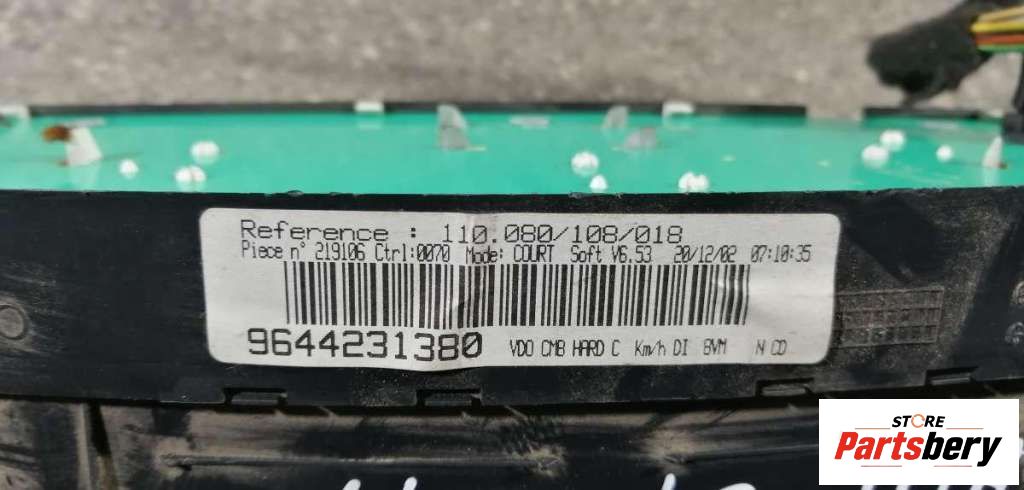 Reference : 110.080/108/018
Piece n° 219106 Ctrl:0070 Mode: COURT Soft V6.53 20/12/02 07:10:35
9644231380 VDO CMB HARD C Km/h DI BVM N CD
STORE
Partsbery